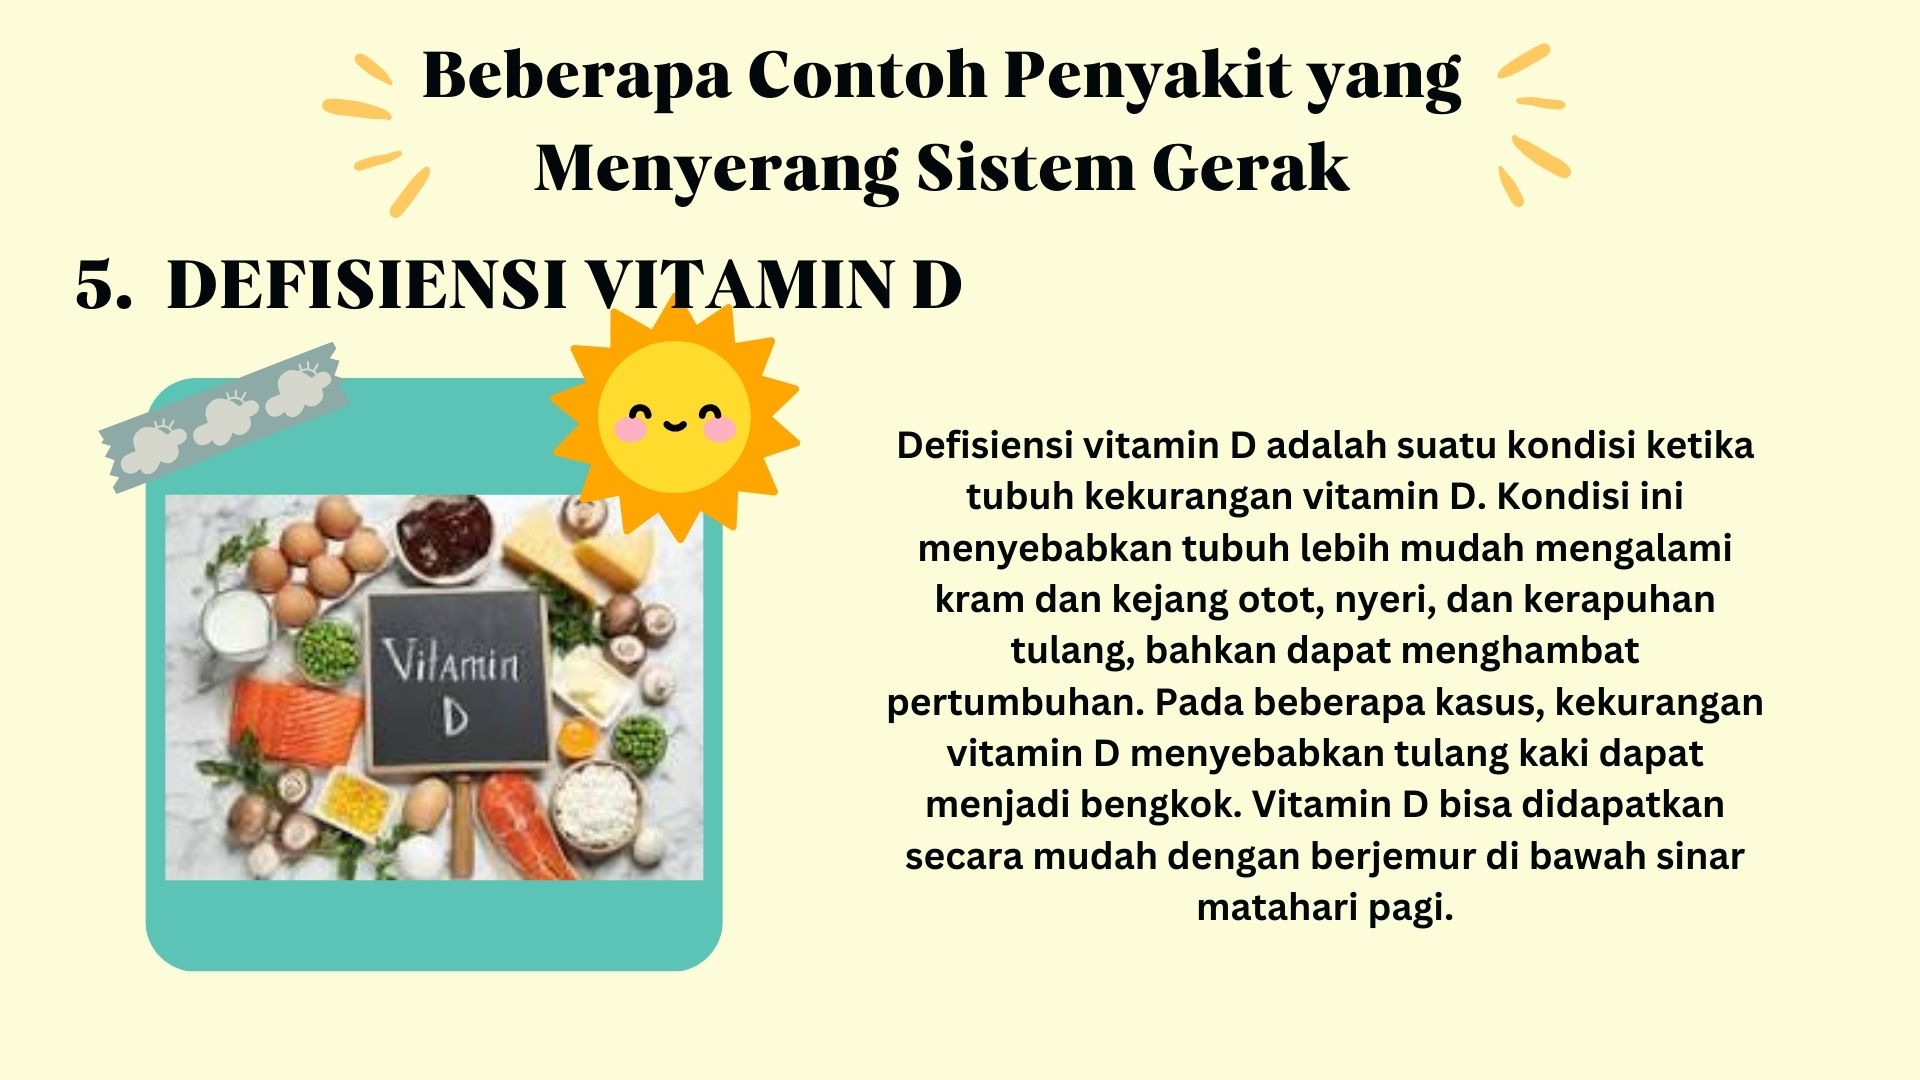 Beberapa Contoh Penyakit yang
Menyerang Sistem Gerak
5. DEFISIENSI VITAMIN D
Vitamin
D
Defisiensi vitamin D adalah suatu kondisi ketika
tubuh kekurangan vitamin D. Kondisi ini
menyebabkan tubuh lebih mudah mengalami
kram dan kejang otot, nyeri, dan kerapuhan
tulang, bahkan dapat menghambat
pertumbuhan. Pada beberapa kasus, kekurangan
vitamin D menyebabkan tulang kaki dapat
menjadi bengkok. Vitamin D bisa didapatkan
secara mudah dengan berjemur di bawah sinar
matahari pagi.